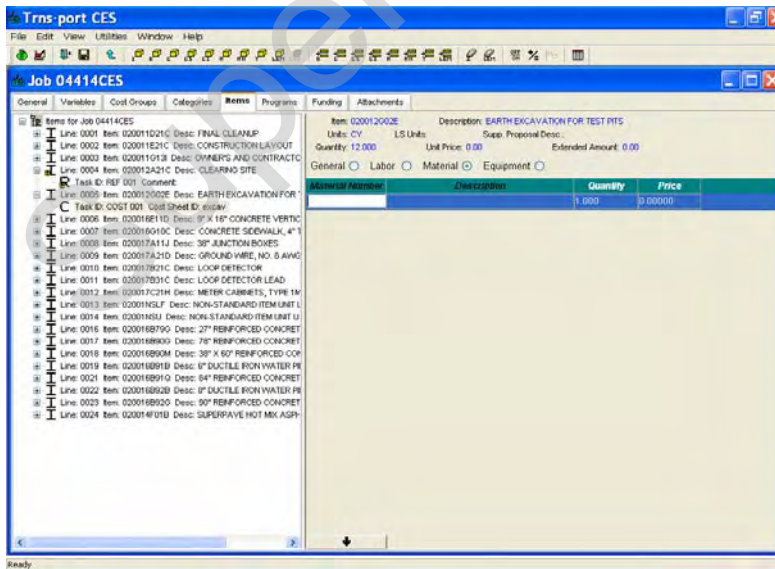 Trns·port CES
File Edit View Utilities Window Help
Job 04414CES
General Variables Cost Groups Categories Items Programs Funding Attachments
Items for Job 04414CES
Line: 0001 Item: 020011D21C Desc: FINAL CLEANUP
Line: 0002 Item: 020011E21C Desc: CONSTRUCTION LAYOUT
Line: 0003 Item: 020011G13I Desc: OWNER'S AND CONTRACTC
Line: 0004 Item: 020012A21C Desc: CLEARING SITE
Task ID: REF 001 Comment:
Line: 0005 Item: 020012G02E Desc: EARTH EXCAVATION FOR
Task ID: COST 001 Cost Sheet ID: excav
Line: 0006 Item: 020016E11D Desc: 9" X 16" CONCRETE VERTIC
Line: 0007 Item: 020016G10C Desc: CONCRETE SIDEWALK, 4" T
Line: 0008 Item: 020017A11J Desc: 38" JUNCTION BOXES
Line: 0009 Item: 020017A21D Desc: GROUND WIRE, NO. 8 AWG
Line: 0010 Item: 020017B21C Desc: LOOP DETECTOR
Line: 0011 Item: 020017B31C Desc: LOOP DETECTOR LEAD
Line: 0012 Item: 020017C21H Desc: METER CABINETS, TYPE 1M
Line: 0013 Item: 02001NSLF Desc: NON-STANDARD ITEM UNIT L
Line: 0014 Item: 02001NSU Desc: NON-STANDARD ITEM UNIT U
Line: 0016 Item: 020016B79G Desc: 27" REINFORCED CONCRET
Line: 0017 Item: 020016B90G Desc: 78" REINFORCED CONCRET
Line: 0018 Item: 020016B90M Desc: 38" X 60" REINFORCED CON
Line: 0019 Item: 020016B91B Desc: 6" DUCTILE IRON WATER PI
Line: 0021 Item: 020016B91G Desc: 84" REINFORCED CONCRET
Line: 0022 Item: 020016B92B Desc: 8" DUCTILE IRON WATER PI
Line: 0023 Item: 020016B92G Desc: 90" REINFORCED CONCRET
Line: 0024 Item: 020014F01B Desc: SUPERPAVE HOT MIX ASPH
Item: 020012G02E Description: EARTH EXCAVATION FOR TEST PITS
Units: CY LS Units: Supp. Proposal Desc.:
Quantity: 12.000 Unit Price: 0.00 Extended Amount: 0.00
General Labor Material Equipment
Material Number Description Quantity Price
1.000 0.00000
Ready